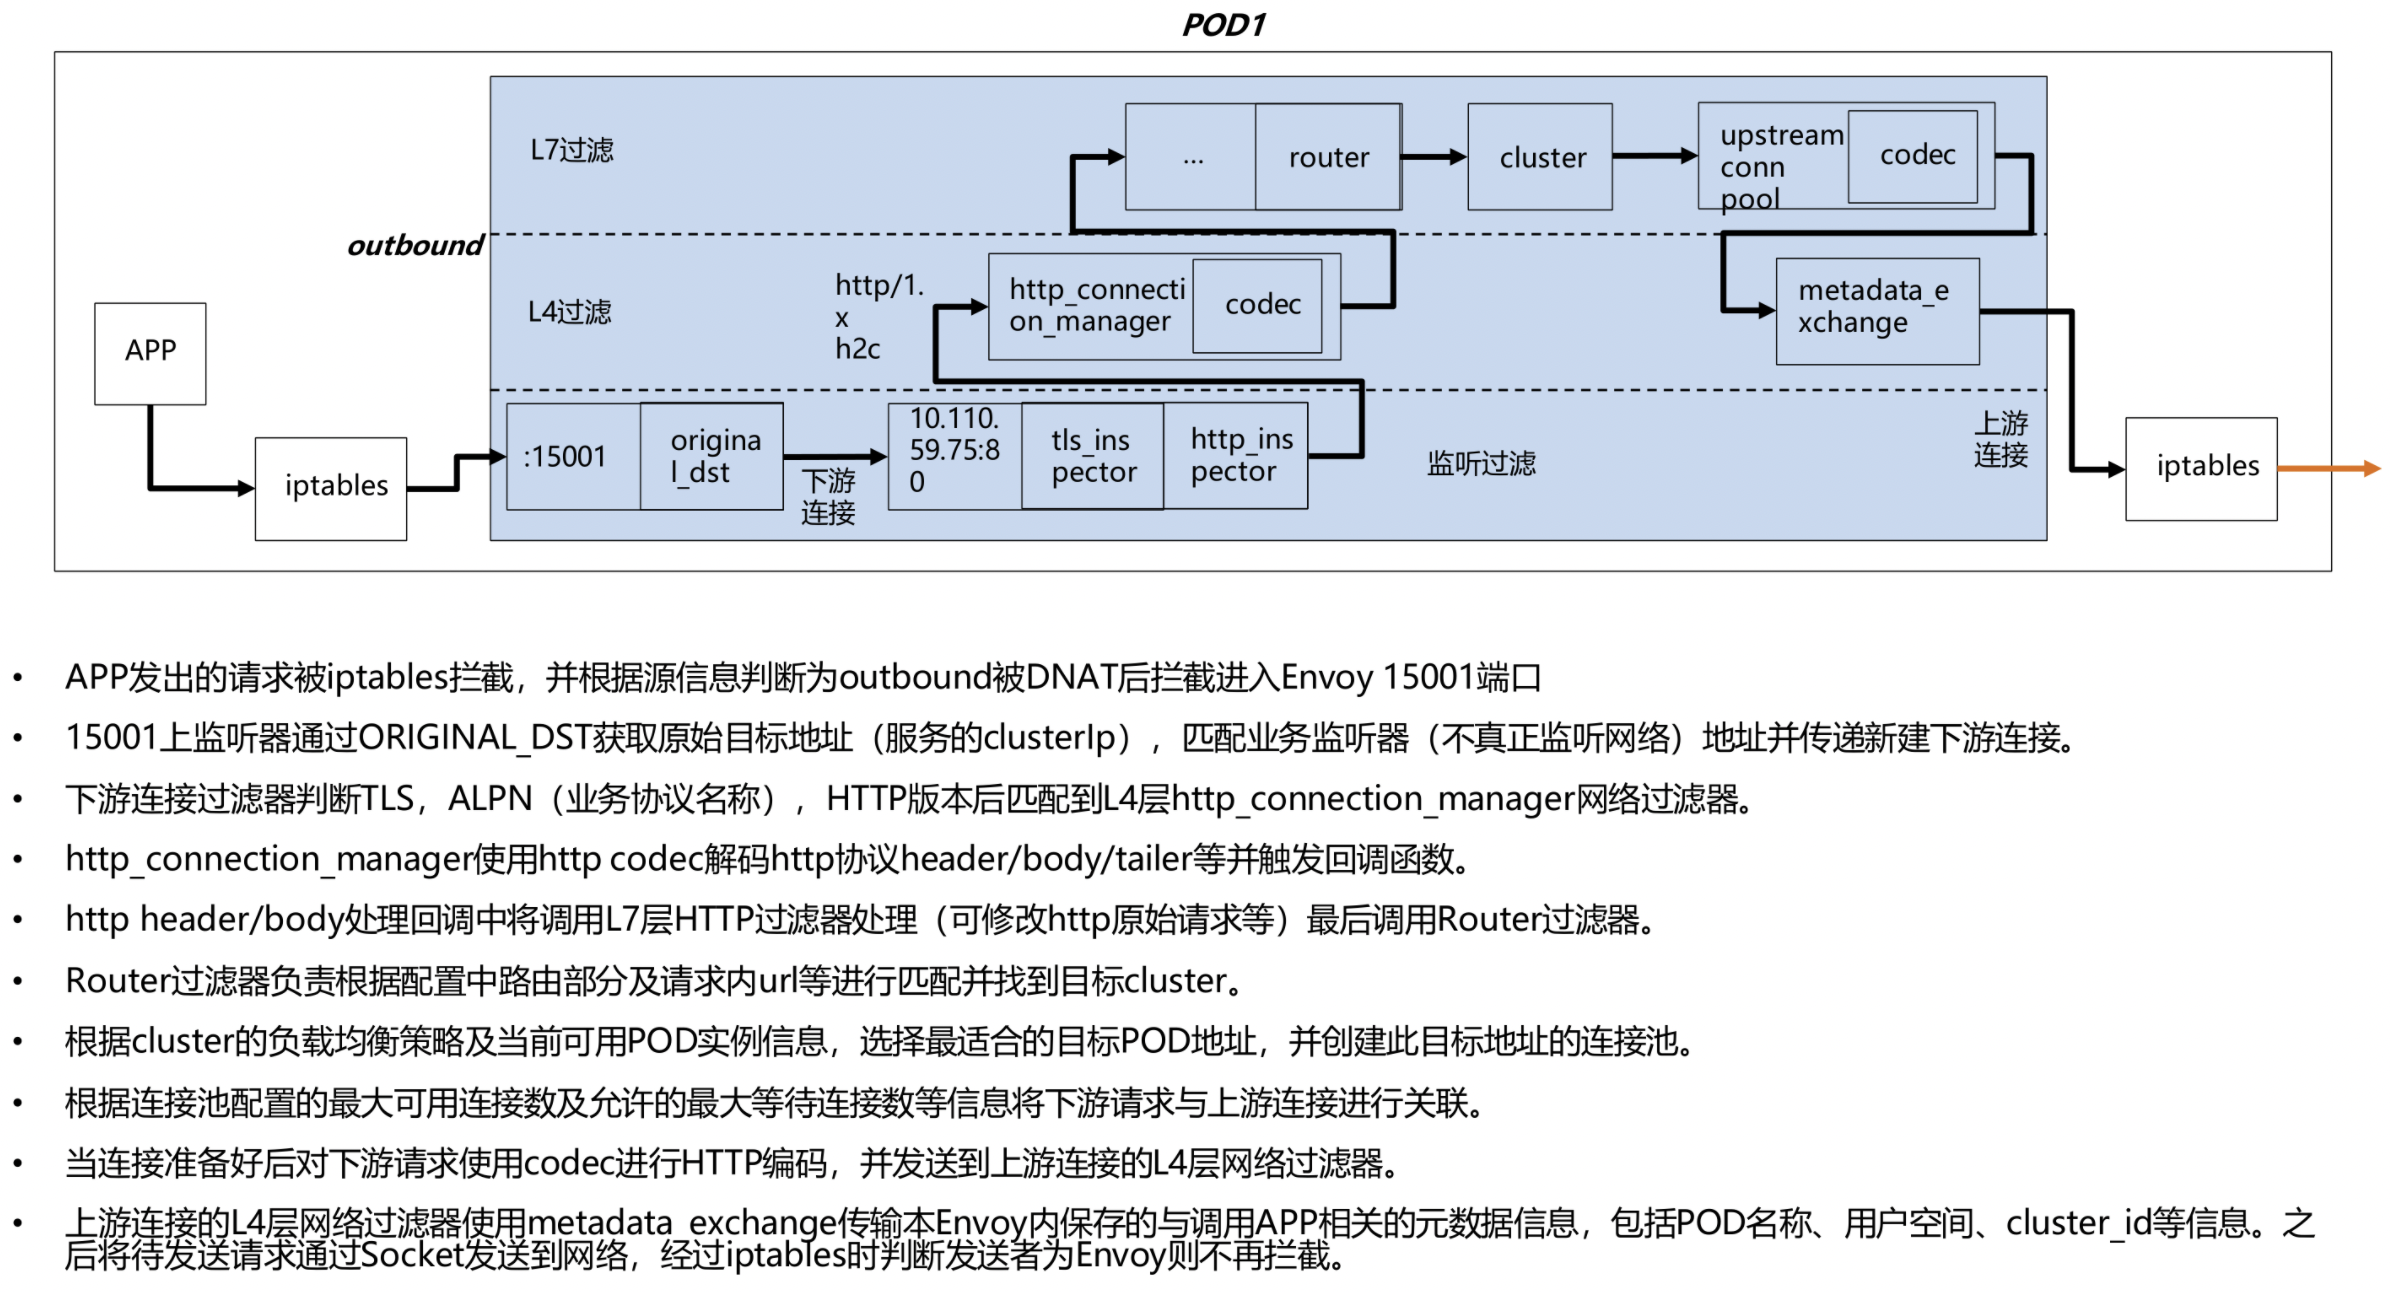 POD1
L7过滤
...
router
cluster
upstream
conn
pool
codec
outbound
L4过滤
http/1.
x
h2c
http_connecti
on_manager
codec
metadata_e
xchange
APP
iptables
:15001
origina
l_dst
下游
连接
10.110.
59.75:8
0
tls_ins
pector
http_ins
pector
监听过滤
上游
连接
iptables
• APP发出的请求被iptables拦截，并根据源信息判断为outbound被DNAT后拦截进入Envoy 15001端口
• 15001上监听器通过ORIGINAL_DST获取原始目标地址（服务的clusterIp），匹配业务监听器（不真正监听网络）地址并传递新建下游连接。
• 下游连接过滤器判断TLS，ALPN（业务协议名称），HTTP版本后匹配到L4层http_connection_manager网络过滤器。
• http_connection_manager使用http codec解码http协议header/body/tailer等并触发回调函数。
• http header/body处理回调中将调用L7层HTTP过滤器处理（可修改http原始请求等）最后调用Router过滤器。
• Router过滤器负责根据配置中路由部分及请求内url等进行匹配并找到目标cluster。
• 根据cluster的负载均衡策略及当前可用POD实例信息，选择最适合的目标POD地址，并创建此目标地址的连接池。
• 根据连接池配置的最大可用连接数及允许的最大等待连接数等信息将下游请求与上游连接进行关联。
• 当连接准备好后对下游请求使用codec进行HTTP编码，并发送到上游连接的L4层网络过滤器。
• 上游连接的L4层网络过滤器使用metadata_exchange传输本Envoy内保存的与调用APP相关的元数据信息，包括POD名称、用户空间、cluster_id等信息。之
后将待发送请求通过Socket发送到网络，经过iptables时判断发送者为Envoy则不再拦截。